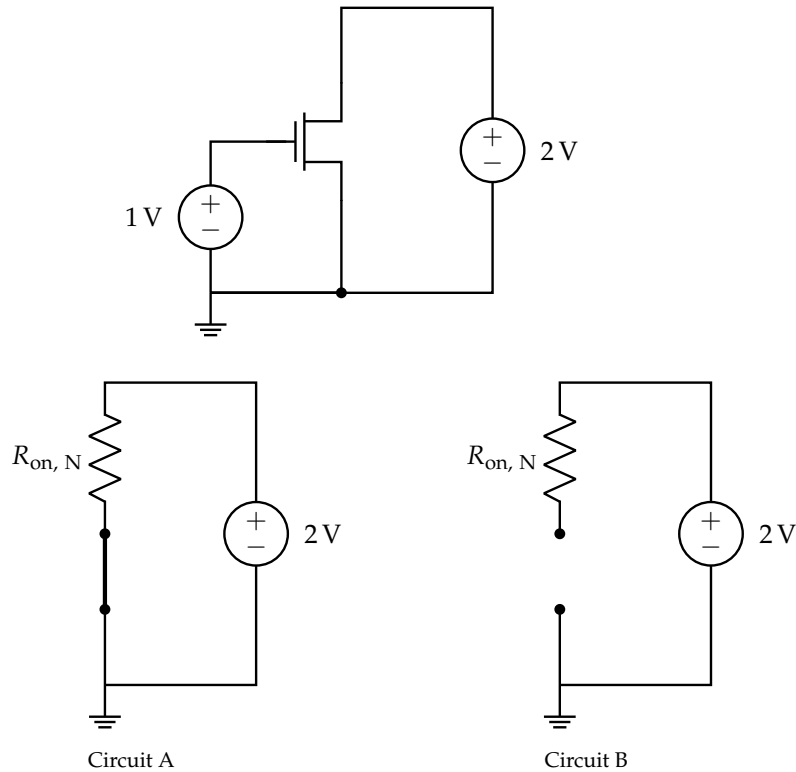 +
−
2 V
+
−
1 V
R_on, N
+
−
2 V
R_on, N
+
−
2 V
Circuit A
Circuit B